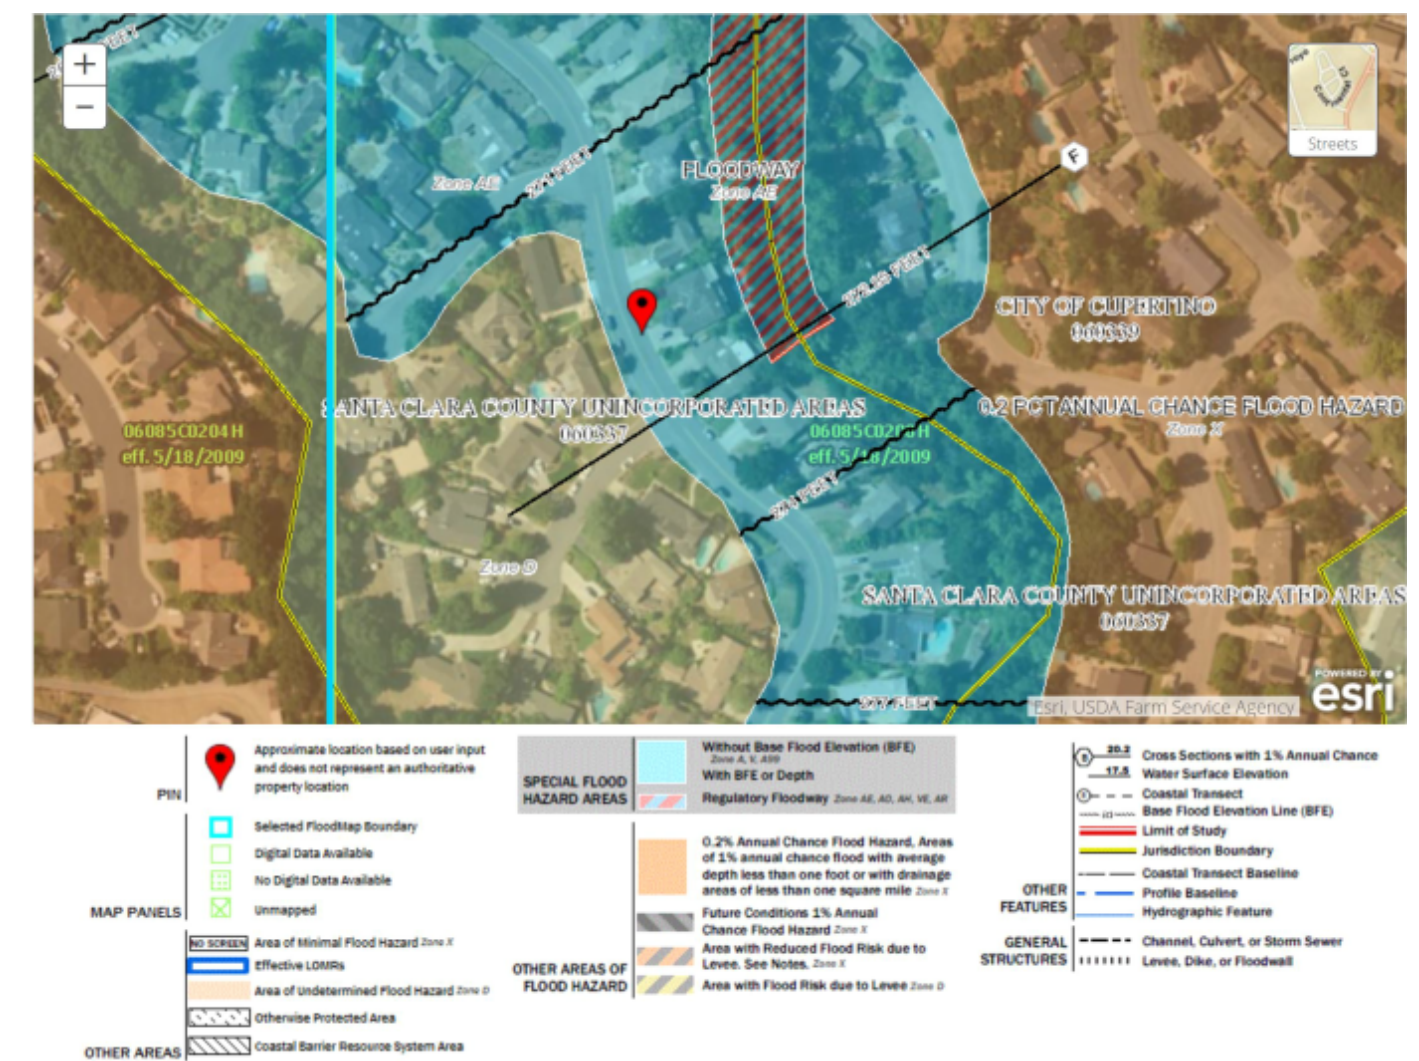 FEET
+
−
Streets
Zone AE
271 FEET
FLOODWAY
Zone AE
F
272.25 FEET
CITY OF CUPERTINO
060339
SANTA CLARA COUNTY UNINCORPORATED AREAS
060337
0.2 PCT ANNUAL CHANCE FLOOD HAZARD
Zone X
06085C0204H
eff. 5/18/2009
eff. 5/18/2009
274 FEET
Zone D
SANTA CLARA COUNTY UNINCORPORATED AREAS
060337
277 FEET
POWERED BY
esri
Esri, USDA Farm Service Agency
PIN
Approximate location based on user input
and does not represent an authoritative
property location
MAP PANELS
Selected FloodMap Boundary
Digital Data Available
No Digital Data Available
Unmapped
OTHER AREAS
NO SCREEN Area of Minimal Flood Hazard Zone X
Effective LOMRs
Area of Undetermined Flood Hazard Zone D
Otherwise Protected Area
Coastal Barrier Resource System Area
SPECIAL FLOOD
HAZARD AREAS
Without Base Flood Elevation (BFE)
Zone A, V, A99
With BFE or Depth
Regulatory Floodway Zone AE, AO, AH, VE, AR
OTHER AREAS OF
FLOOD HAZARD
0.2% Annual Chance Flood Hazard, Areas
of 1% annual chance flood with average
depth less than one foot or with drainage
areas of less than one square mile Zone X
Future Conditions 1% Annual
Chance Flood Hazard Zone X
Area with Reduced Flood Risk due to
Levee. See Notes. Zone X
Area with Flood Risk due to Levee Zone D
OTHER
FEATURES
20.2 Cross Sections with 1% Annual Chance
17.5 Water Surface Elevation
Coastal Transect
Base Flood Elevation Line (BFE)
Limit of Study
Jurisdiction Boundary
Coastal Transect Baseline
Profile Baseline
Hydrographic Feature
GENERAL
STRUCTURES
Channel, Culvert, or Storm Sewer
Levee, Dike, or Floodwall